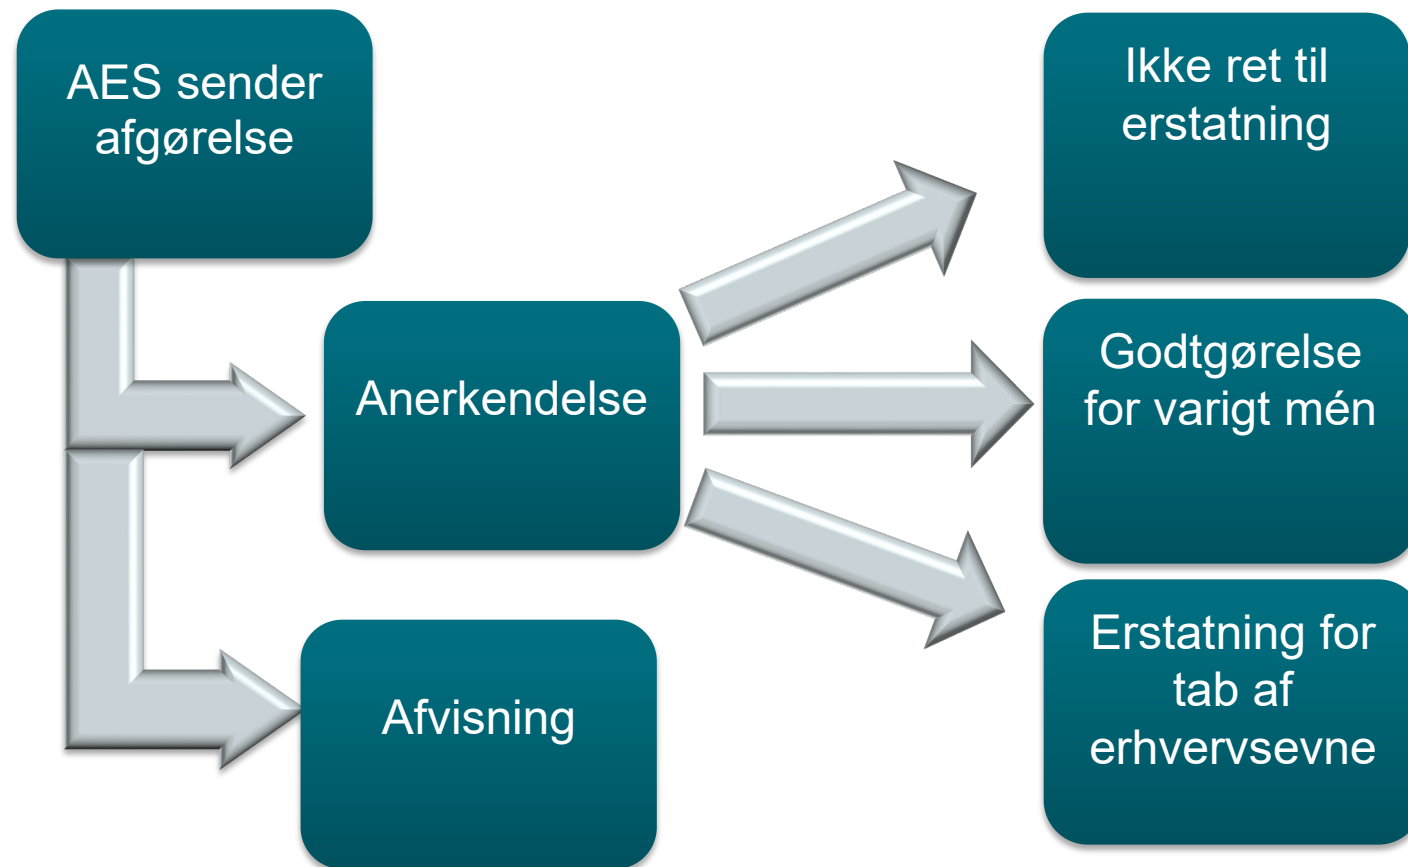 AES sender
afgørelse
Anerkendelse
Afvisning
Ikke ret til
erstatning
Godtgørelse
for varigt mén
Erstatning for
tab af
erhvervsevne